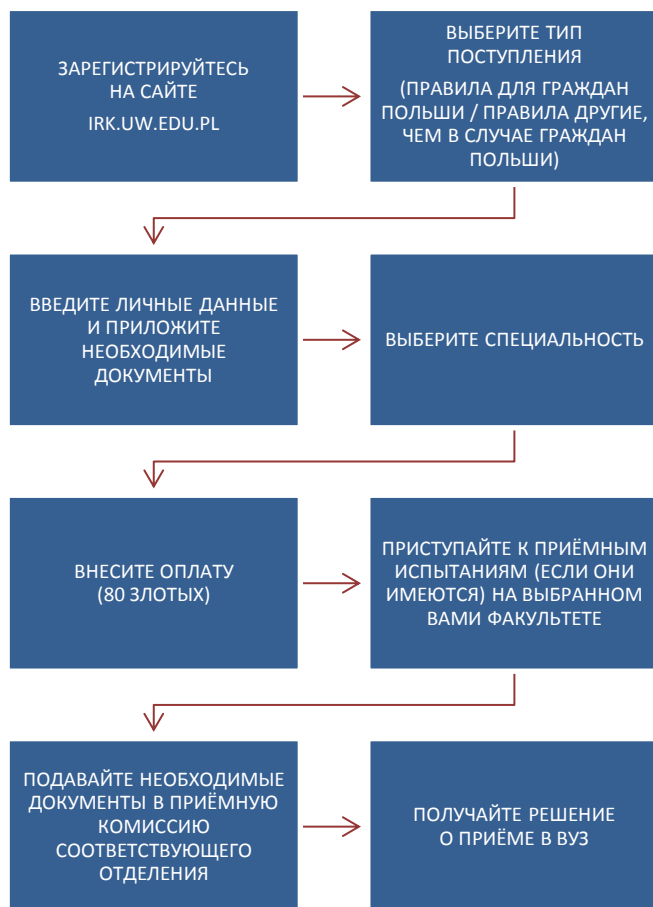 ЗАРЕГИСТРИРУЙТЕСЬ
НА САЙТЕ
IRK.UW.EDU.PL
ВЫБЕРИТЕ ТИП
ПОСТУПЛЕНИЯ
(ПРАВИЛА ДЛЯ ГРАЖДАН
ПОЛЬШИ / ПРАВИЛА ДРУГИЕ,
ЧЕМ В СЛУЧАЕ ГРАЖДАН
ПОЛЬШИ)
ВВЕДИТЕ ЛИЧНЫЕ ДАННЫЕ
И ПРИЛОЖИТЕ
НЕОБХОДИМЫЕ
ДОКУМЕНТЫ
ВЫБЕРИТЕ СПЕЦИАЛЬНОСТЬ
ВНЕСИТЕ ОПЛАТУ
(80 ЗЛОТЫХ)
ПРИСТУПАЙТЕ К ПРИЁМНЫМ
ИСПЫТАНИЯМ (ЕСЛИ ОНИ
ИМЕЮТСЯ) НА ВЫБРАННОМ
ВАМИ ФАКУЛЬТЕТЕ
ПОДАВАЙТЕ НЕОБХОДИМЫЕ
ДОКУМЕНТЫ В ПРИЁМНУЮ
КОМИССИЮ
СООТВЕТСТВУЮЩЕГО
ОТДЕЛЕНИЯ
ПОЛУЧАЙТЕ РЕШЕНИЕ
О ПРИЁМЕ В ВУЗ